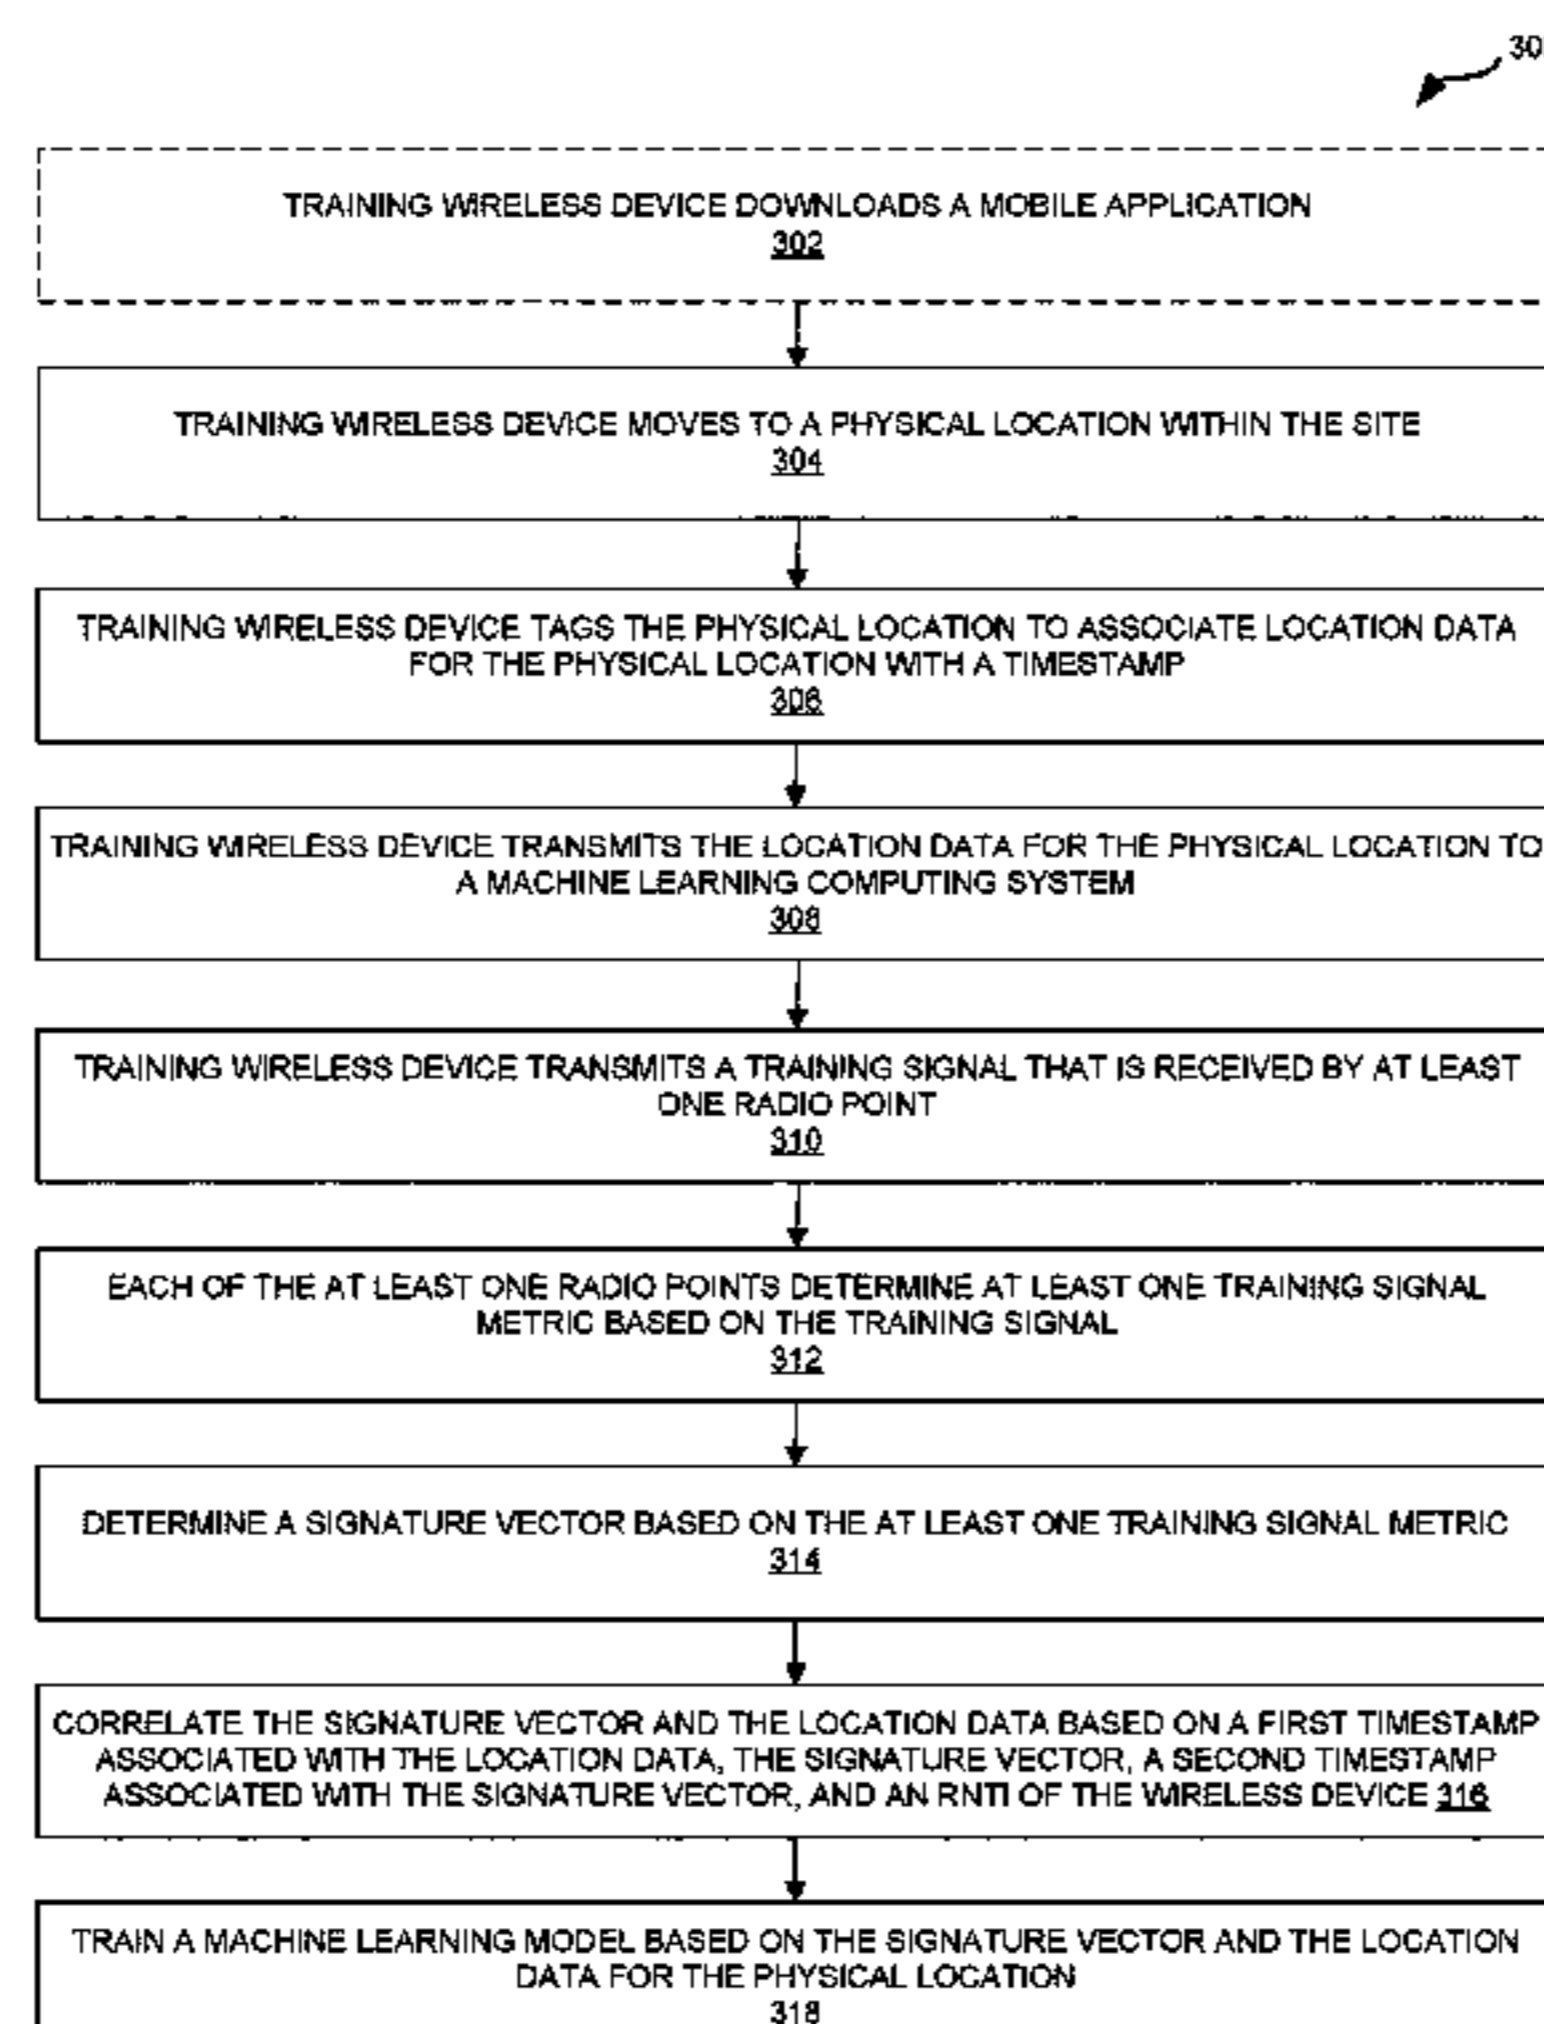 30
TRAINING WIRELESS DEVICE DOWNLOADS A MOBILE APPLICATION
302
TRAINING WIRELESS DEVICE MOVES TO A PHYSICAL LOCATION WITHIN THE SITE
304
TRAINING WIRELESS DEVICE TAGS THE PHYSICAL LOCATION TO ASSOCIATE LOCATION DATA
FOR THE PHYSICAL LOCATION WITH A TIMESTAMP
306
TRAINING WIRELESS DEVICE TRANSMITS THE LOCATION DATA FOR THE PHYSICAL LOCATION TO
A MACHINE LEARNING COMPUTING SYSTEM
308
TRAINING WIRELESS DEVICE TRANSMITS A TRAINING SIGNAL THAT IS RECEIVED BY AT LEAST
ONE RADIO POINT
310
EACH OF THE AT LEAST ONE RADIO POINTS DETERMINE AT LEAST ONE TRAINING SIGNAL
METRIC BASED ON THE TRAINING SIGNAL
312
DETERMINE A SIGNATURE VECTOR BASED ON THE AT LEAST ONE TRAINING SIGNAL METRIC
314
CORRELATE THE SIGNATURE VECTOR AND THE LOCATION DATA BASED ON A FIRST TIMESTAMP
ASSOCIATED WITH THE LOCATION DATA, THE SIGNATURE VECTOR, A SECOND TIMESTAMP
ASSOCIATED WITH THE SIGNATURE VECTOR, AND AN RNTI OF THE WIRELESS DEVICE 316
TRAIN A MACHINE LEARNING MODEL BASED ON THE SIGNATURE VECTOR AND THE LOCATION
DATA FOR THE PHYSICAL LOCATION
318